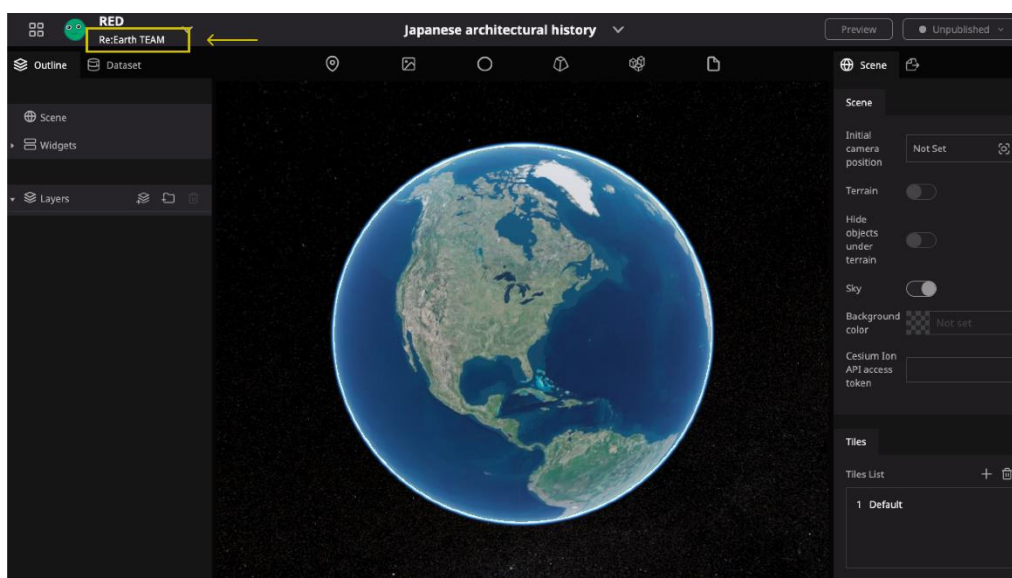 RED
Re:Earth TEAM
Japanese architectural history
Preview
Unpublished
Outline
Dataset
Scene
Scene
Scene
Widgets
Initial
camera
position
Not Set
Layers
Terrain
Hide
objects
under
terrain
Sky
Background
color
Not set
Cesium Ion
API access
token
Tiles
Tiles List
1 Default